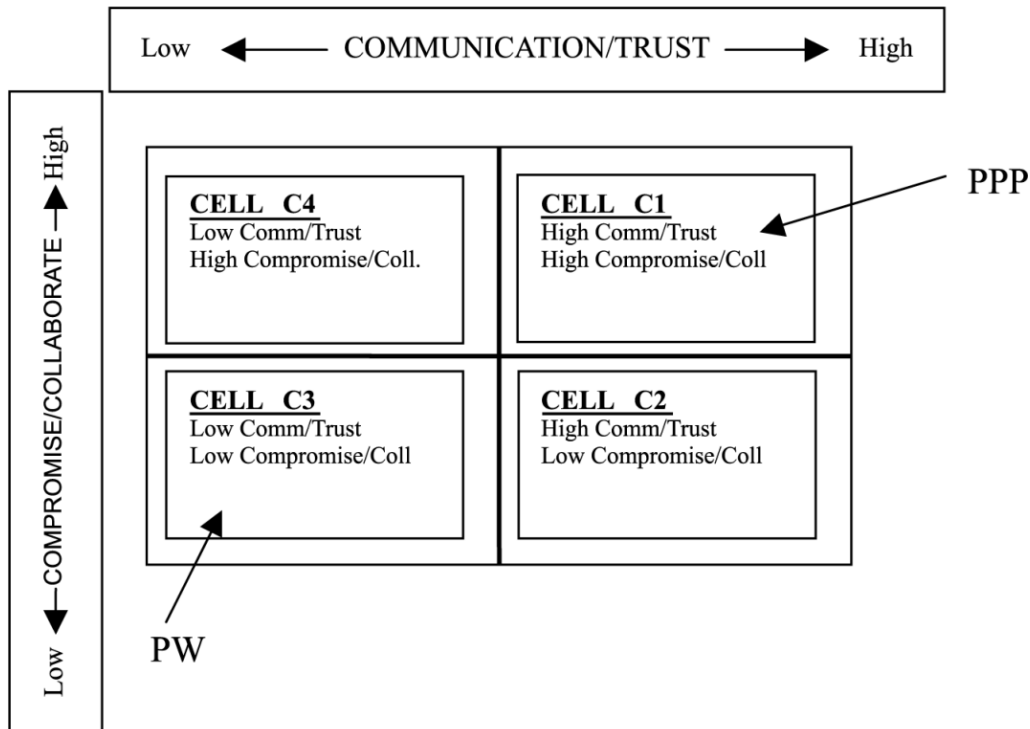 Low COMMUNICATION/TRUST High
Low COMPROMISE/COLLABORATE High
CELL C4
Low Comm/Trust
High Compromise/Coll.
CELL C1
High Comm/Trust
High Compromise/Coll
PPP
CELL C3
Low Comm/Trust
Low Compromise/Coll
CELL C2
High Comm/Trust
Low Compromise/Coll
PW